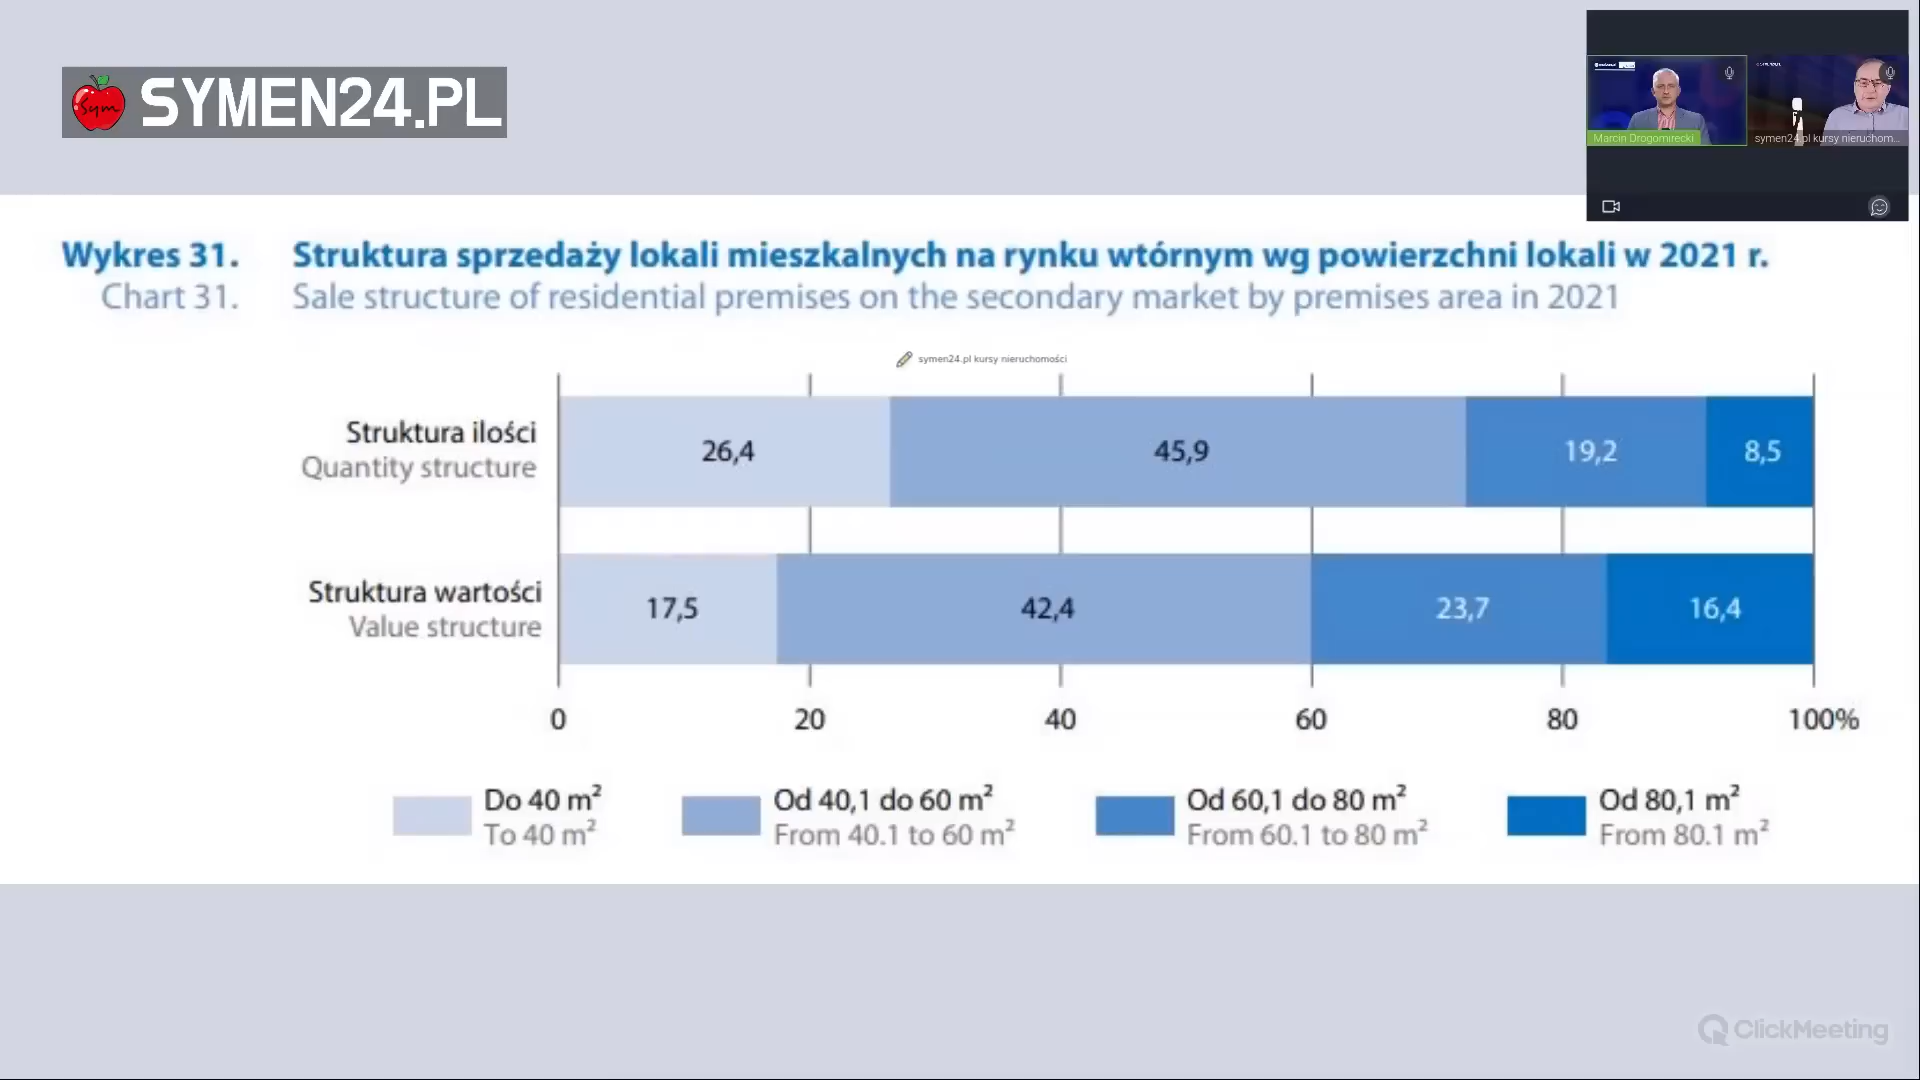 Sym SYMEN24.PL
Marcin Drogomirecki
symen24.pl kursy nieruchom...
Wykres 31. Struktura sprzedaży lokali mieszkalnych na rynku wtórnym wg powierzchni lokali w 2021 r.
Chart 31. Sale structure of residential premises on the secondary market by premises area in 2021
symen24.pl kursy nieruchomości
Struktura ilości
Quantity structure
26,4 45,9 19,2 8,5
Struktura wartości
Value structure
17,5 42,4 23,7 16,4
0 20 40 60 80 100%
Do 40 m²
To 40 m²
Od 40,1 do 60 m²
From 40.1 to 60 m²
Od 60,1 do 80 m²
From 60.1 to 80 m²
Od 80,1 m²
From 80.1 m²
ClickMeeting